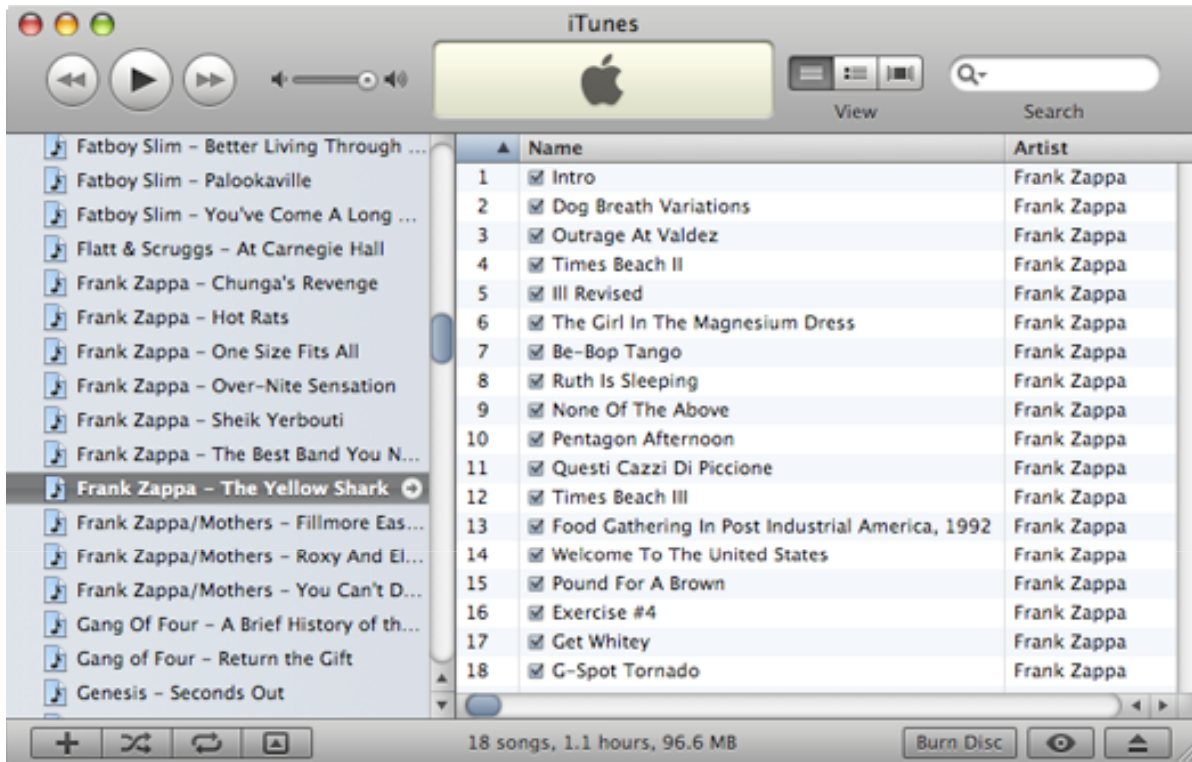 iTunes
View
Search
Fatboy Slim – Better Living Through ...
Fatboy Slim – Palookaville
Fatboy Slim – You've Come A Long ...
Flatt & Scruggs – At Carnegie Hall
Frank Zappa – Chunga's Revenge
Frank Zappa – Hot Rats
Frank Zappa – One Size Fits All
Frank Zappa – Over-Nite Sensation
Frank Zappa – Sheik Yerbouti
Frank Zappa – The Best Band You N...
Frank Zappa – The Yellow Shark
Frank Zappa/Mothers – Fillmore Eas...
Frank Zappa/Mothers – Roxy And El...
Frank Zappa/Mothers – You Can't D...
Gang Of Four – A Brief History of th...
Gang of Four – Return the Gift
Genesis – Seconds Out
Name Artist
1 Intro Frank Zappa
2 Dog Breath Variations Frank Zappa
3 Outrage At Valdez Frank Zappa
4 Times Beach II Frank Zappa
5 Ill Revised Frank Zappa
6 The Girl In The Magnesium Dress Frank Zappa
7 Be-Bop Tango Frank Zappa
8 Ruth Is Sleeping Frank Zappa
9 None Of The Above Frank Zappa
10 Pentagon Afternoon Frank Zappa
11 Questi Cazzi Di Piccione Frank Zappa
12 Times Beach III Frank Zappa
13 Food Gathering In Post Industrial America, 1992 Frank Zappa
14 Welcome To The United States Frank Zappa
15 Pound For A Brown Frank Zappa
16 Exercise #4 Frank Zappa
17 Get Whitey Frank Zappa
18 G-Spot Tornado Frank Zappa
18 songs, 1.1 hours, 96.6 MB
Burn Disc